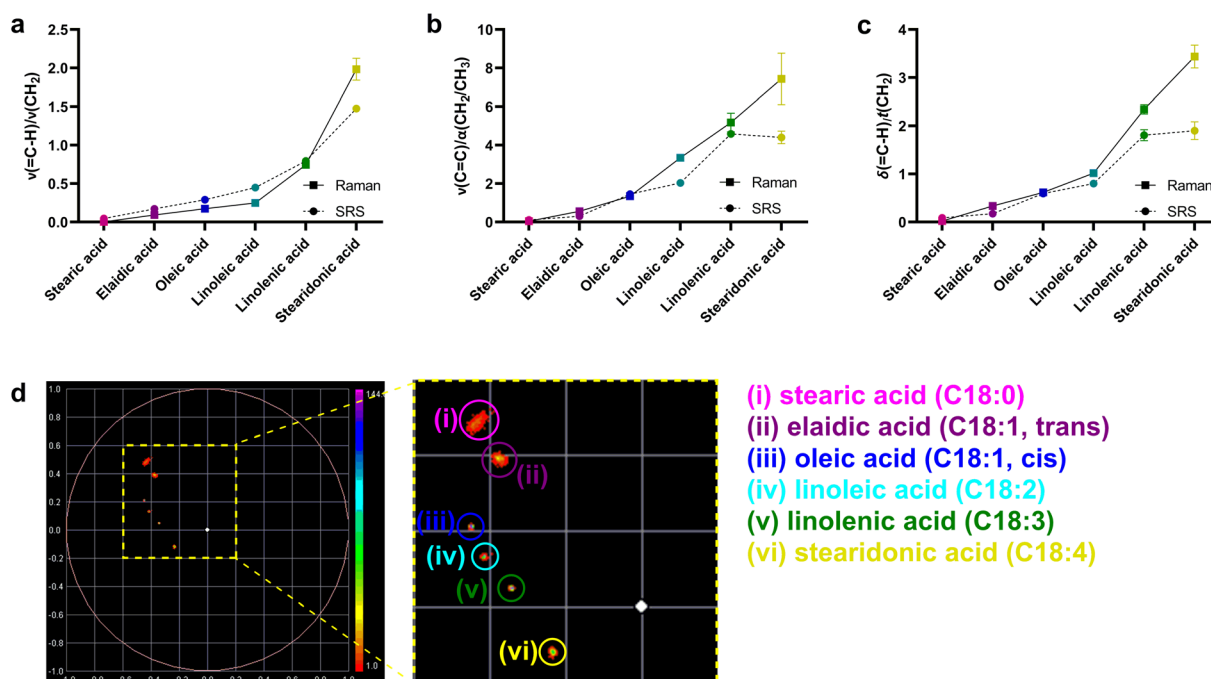 a
ν(=C-H)/ν(CH₂)
2.5
2.0
1.5
1.0
0.5
0.0
Raman
SRS
Stearic acid
Elaidic acid
Oleic acid
Linoleic acid
Linolenic acid
Stearidonic acid
b
ν(C=C)/α(CH₂/CH₃)
10
8
6
4
2
0
Raman
SRS
Stearic acid
Elaidic acid
Oleic acid
Linoleic acid
Linolenic acid
Stearidonic acid
c
δ(=C-H)/t(CH₂)
4
3
2
1
0
Raman
SRS
Stearic acid
Elaidic acid
Oleic acid
Linoleic acid
Linolenic acid
Stearidonic acid
d
1.0
0.8
0.6
0.4
0.2
0.0
-0.2
-0.4
-0.6
-0.8
-1.0
1.0
(i)
(ii)
(iii)
(iv)
(v)
(vi)
(i) stearic acid (C18:0)
(ii) elaidic acid (C18:1, trans)
(iii) oleic acid (C18:1, cis)
(iv) linoleic acid (C18:2)
(v) linolenic acid (C18:3)
(vi) stearidonic acid (C18:4)